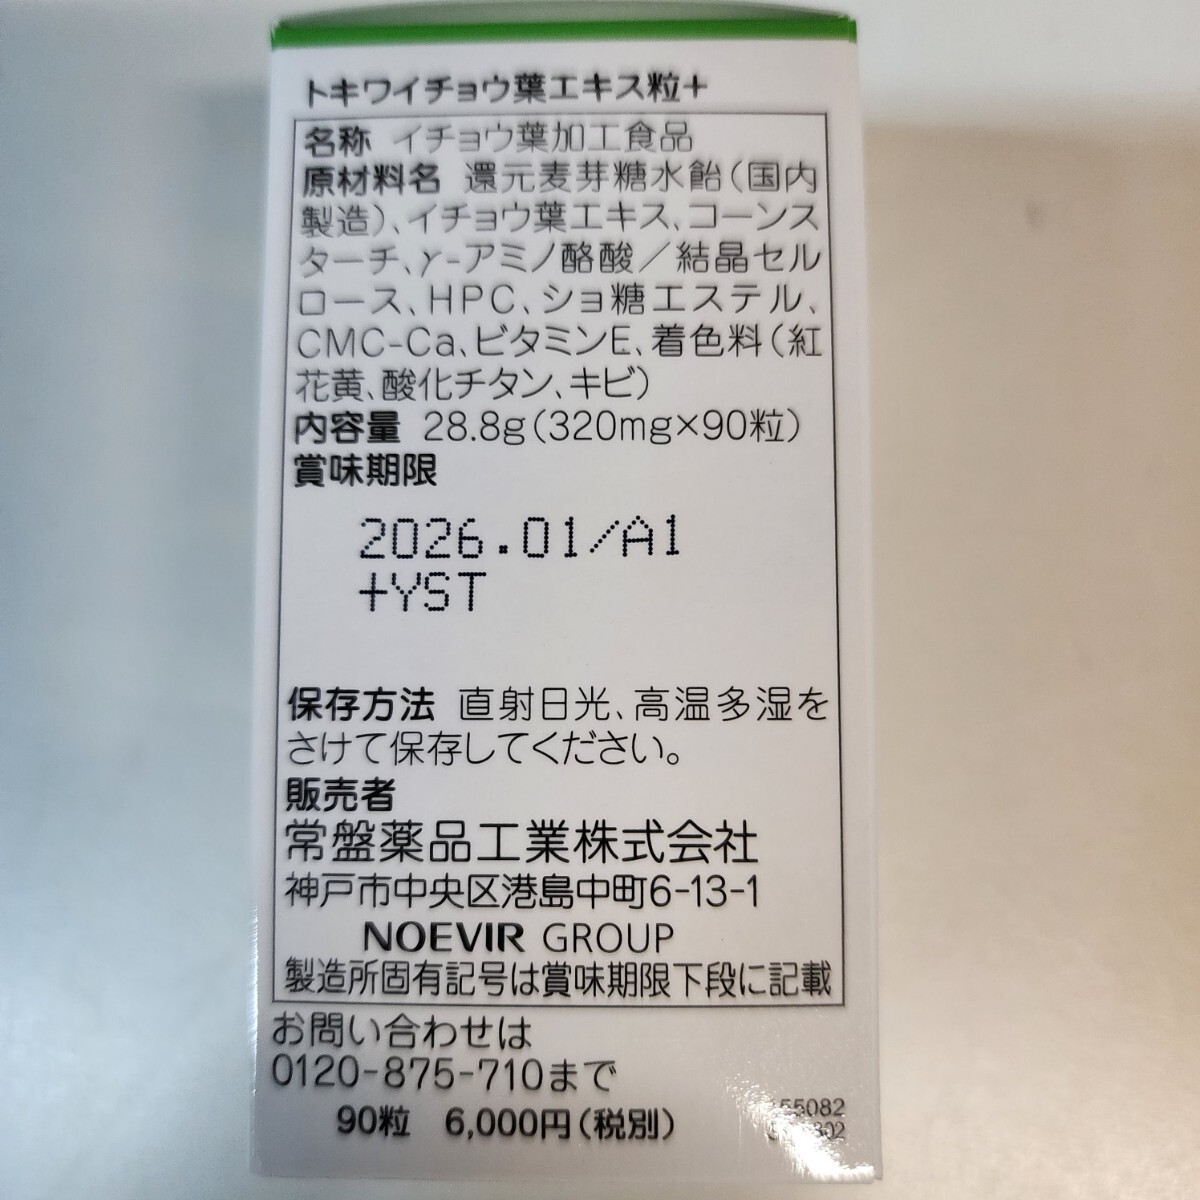 トキワイチョウ葉エキス粒+
名称 イチョウ葉加工食品
原材料名 還元麦芽糖水飴(国内
製造)、イチョウ葉エキス、コーンス
ターチ、γ-アミノ酪酸/結晶セル
ロース、HPC、ショ糖エステル、
CMC-Ca、ビタミンE、着色料(紅
花黄、酸化チタン、キビ)
内容量 28.8g(320mg×90粒)
賞味期限
2026.01/A1
+YST
保存方法 直射日光、高温多湿を
さけて保存してください。
販売者
常盤薬品工業株式会社
神戸市中央区港島中町6-13-1
NOEVIR GROUP
製造所固有記号は賞味期限下段に記載
お問い合わせは
0120-875-710まで
90粒 6,000円(税別)